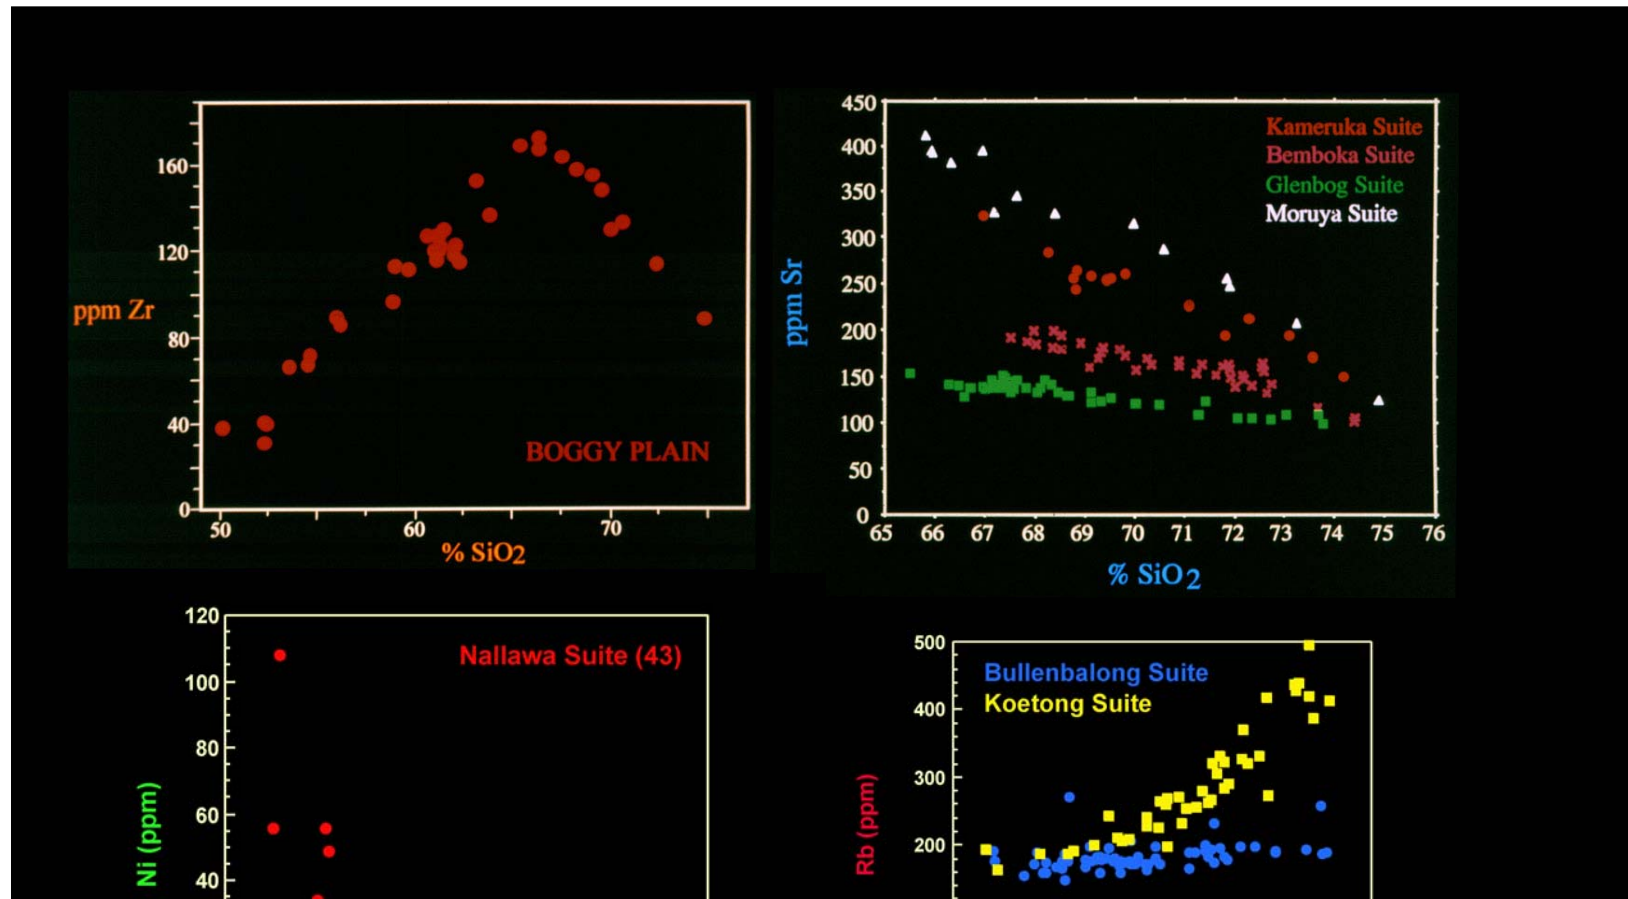 160
120
ppm Zr
80
40
0
BOGGY PLAIN
50 60 70
% SiO2
450
400
350
300
250
200
150
100
50
0
ppm Sr
Kameruka Suite
Bemboka Suite
Glenbog Suite
Moruya Suite
65 66 67 68 69 70 71 72 73 74 75 76
% SiO2
120
100
80
60
40
Ni (ppm)
Nallawa Suite (43)
500
400
300
200
Rb (ppm)
Bullenbalong Suite
Koetong Suite